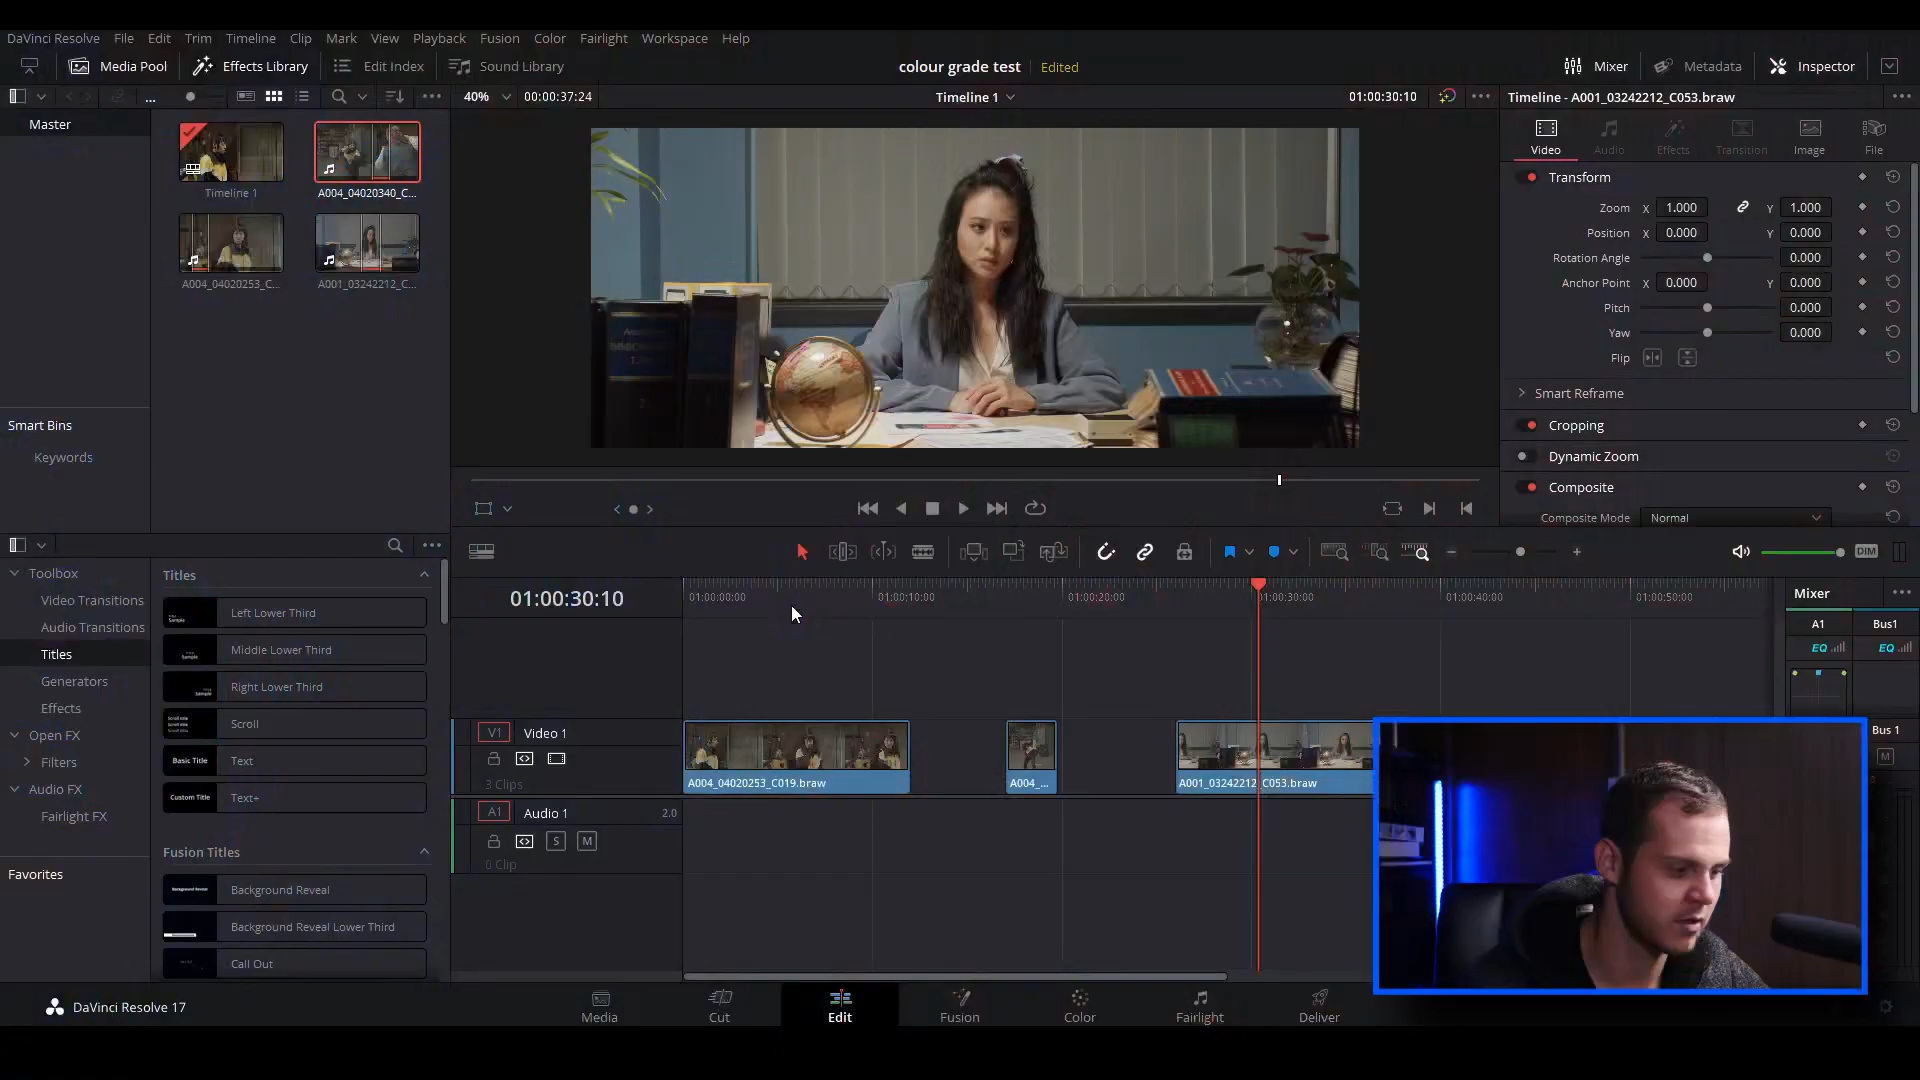 DaVinci Resolve File Edit Trim Timeline Clip Mark View Playback Fusion Color Fairlight Workspace Help
Media Pool Effects Library Edit Index Sound Library colour grade test Edited Mixer Metadata Inspector
... 40% 00:00:37:24 Timeline 1 01:00:30:10 Timeline - A001_03242212_C053.braw
Master
Timeline 1 A004_04020340_C...
A004_04020253_C... A001_03242212_C...
Smart Bins
Keywords
Video Audio Effects Transition Image File
Transform
Zoom X 1.000 Y 1.000
Position X 0.000 Y 0.000
Rotation Angle 0.000
Anchor Point X 0.000 Y 0.000
Pitch 0.000
Yaw 0.000
Flip
Smart Reframe
Cropping
Dynamic Zoom
Composite
Composite Mode Normal
Toolbox
Video Transitions
Audio Transitions
Titles
Generators
Effects
Open FX
Filters
Audio FX
Fairlight FX
Favorites
Titles
Left Lower Third
Middle Lower Third
Right Lower Third
Scroll
Basic Title Text
Custom Title Text+
Fusion Titles
Background Reveal Background Reveal
Background Reveal Lower Third
Call Out
DIM
01:00:30:10 01:00:00:00 01:00:10:00 01:00:20:00 01:00:30:00 01:00:40:00 01:00:50:00
V1 Video 1
3 Clips
A004_04020253_C019.braw A004_... A001_03242212_C053.braw
A1 Audio 1 2.0
S M
0 Clip
Mixer
A1 Bus1
EQ EQ
Bus 1
M
DaVinci Resolve 17 Media Cut Edit Fusion Color Fairlight Deliver